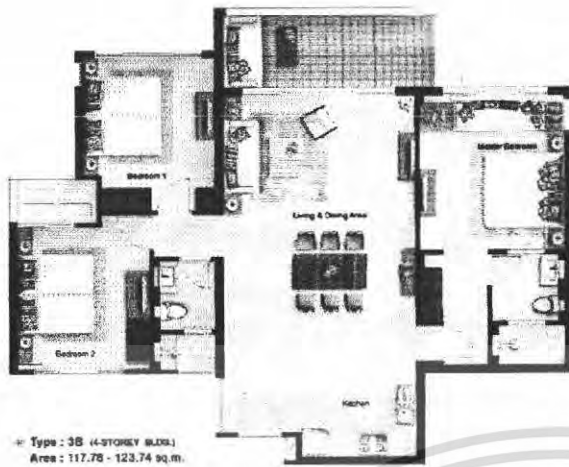 Bedroom 1
Master Bedroom
Living & Dining Area
Bedroom 2
Kitchen
Type : 3B (4-STOREY BLDG.)
Area : 117.78 - 123.74 sq.m.